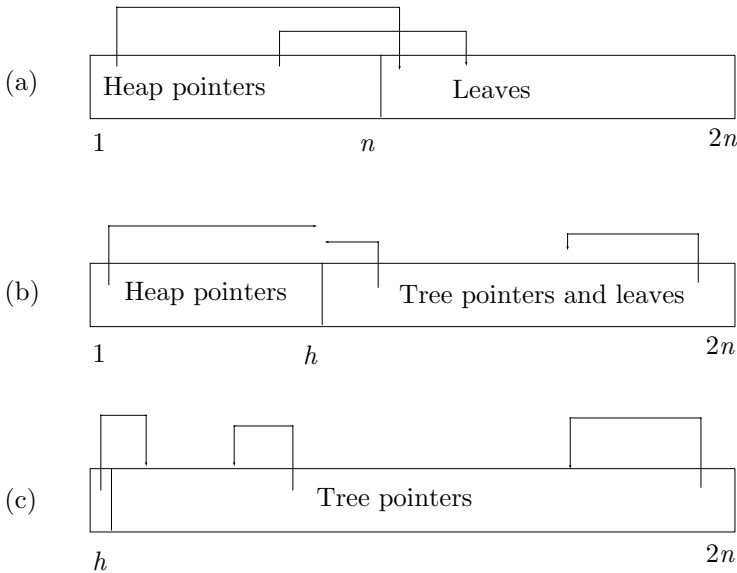 (a)
Heap pointers
Leaves
1
n
2n
(b)
Heap pointers
Tree pointers and leaves
1
h
2n
(c)
Tree pointers
h
2n